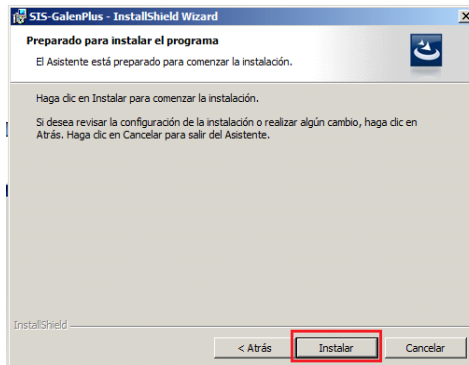 SIS-GalenPlus - InstallShield Wizard
Preparado para instalar el programa
El Asistente está preparado para comenzar la instalación.
Haga clic en Instalar para comenzar la instalación.
Si desea revisar la configuración de la instalación o realizar algún cambio, haga clic en
Atrás. Haga clic en Cancelar para salir del Asistente.
InstallShield
< Atrás Instalar Cancelar